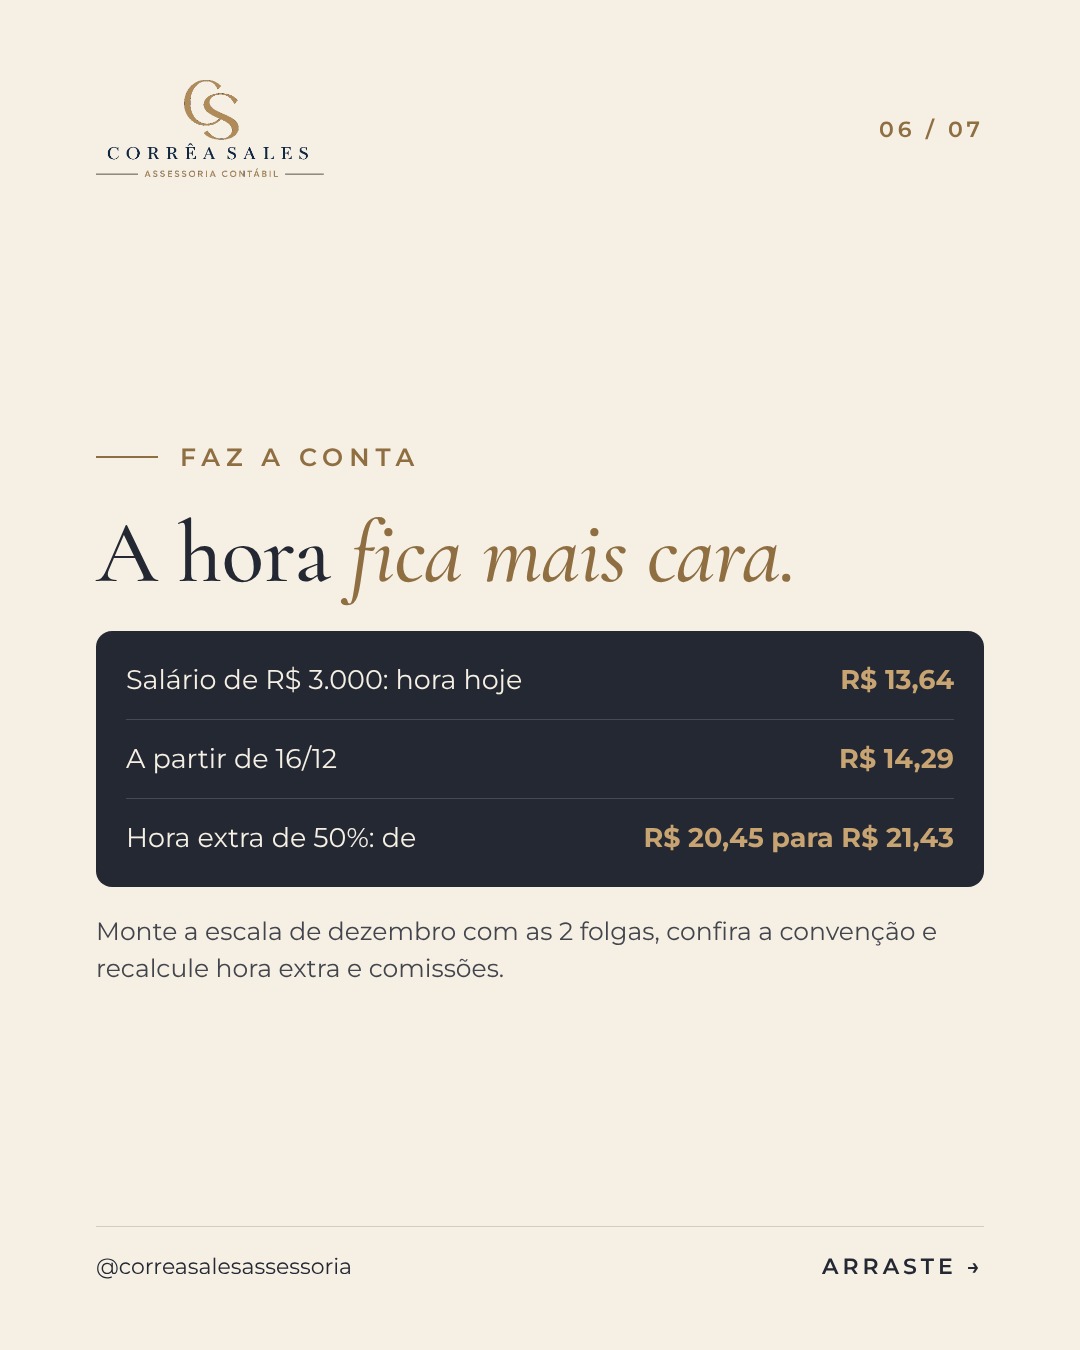 CS
CORRÊA SALES
ASSESSORIA CONTÁBIL
06 / 07
FAZ A CONTA
A hora fica mais cara.
Salário de R$ 3.000: hora hoje R$ 13,64
A partir de 16/12 R$ 14,29
Hora extra de 50%: de R$ 20,45 para R$ 21,43
Monte a escala de dezembro com as 2 folgas, confira a convenção e
recalcule hora extra e comissões.
@correasalesassessoria ARRASTE →